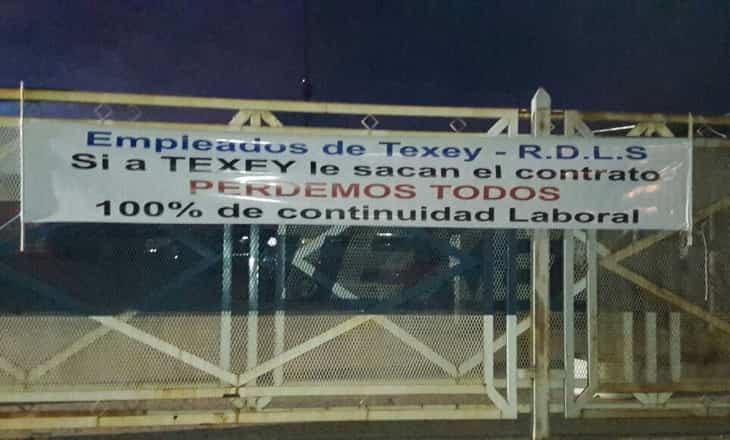 Empleados de Texey - R.D.L.S
Si a TEXEY le sacan el contrato
PERDEMOS TODOS
100% de continuidad Laboral